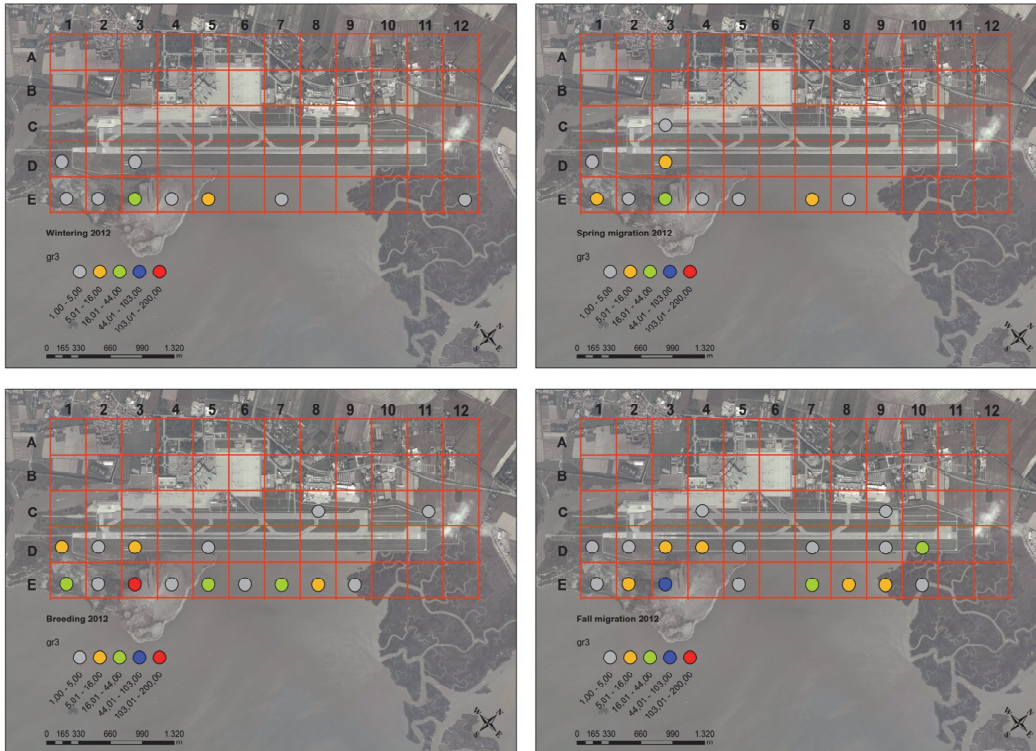 1 2 3 4 5 6 7 8 9 10 11 12
A
B
C
D
E
Wintering 2012
gr3
1.00 - 5,00
5,01 - 16,00
16,01 - 44,00
44,01 - 103,00
103,01 - 200,00
0 165 330 660 990 1.320
m
N
W
E
S
1 2 3 4 5 6 7 8 9 10 11 12
A
B
C
D
E
Spring migration 2012
gr3
1.00 - 5,00
5,01 - 16,00
16,01 - 44,00
44,01 - 103,00
103,01 - 200,00
0 165 330 660 990 1.320
m
N
W
E
S
1 2 3 4 5 6 7 8 9 10 11 12
A
B
C
D
E
Breeding 2012
gr3
1.00 - 5,00
5,01 - 16,00
16,01 - 44,00
44,01 - 103,00
103,01 - 200,00
0 165 330 660 990 1.320
m
N
W
E
S
1 2 3 4 5 6 7 8 9 10 11 12
A
B
C
D
E
Fall migration 2012
gr3
1.00 - 5,00
5,01 - 16,00
16,01 - 44,00
44,01 - 103,00
103,01 - 200,00
0 165 330 660 990 1.320
m
N
W
E
S